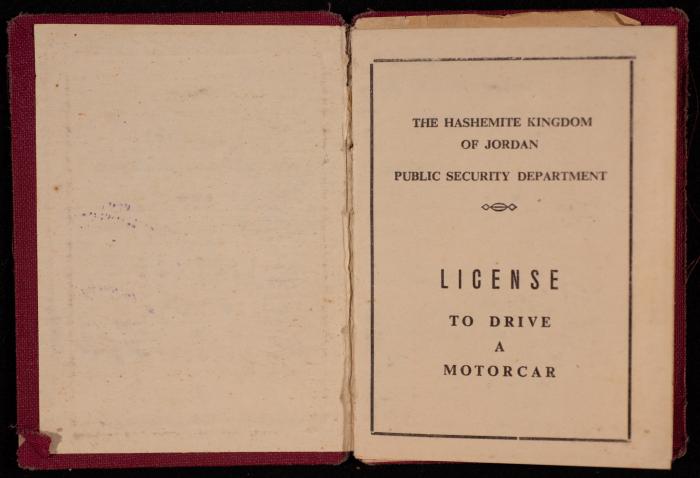 THE HASHEMITE KINGDOM
OF JORDAN
PUBLIC SECURITY DEPARTMENT
LICENSE
TO DRIVE
A
MOTORCAR